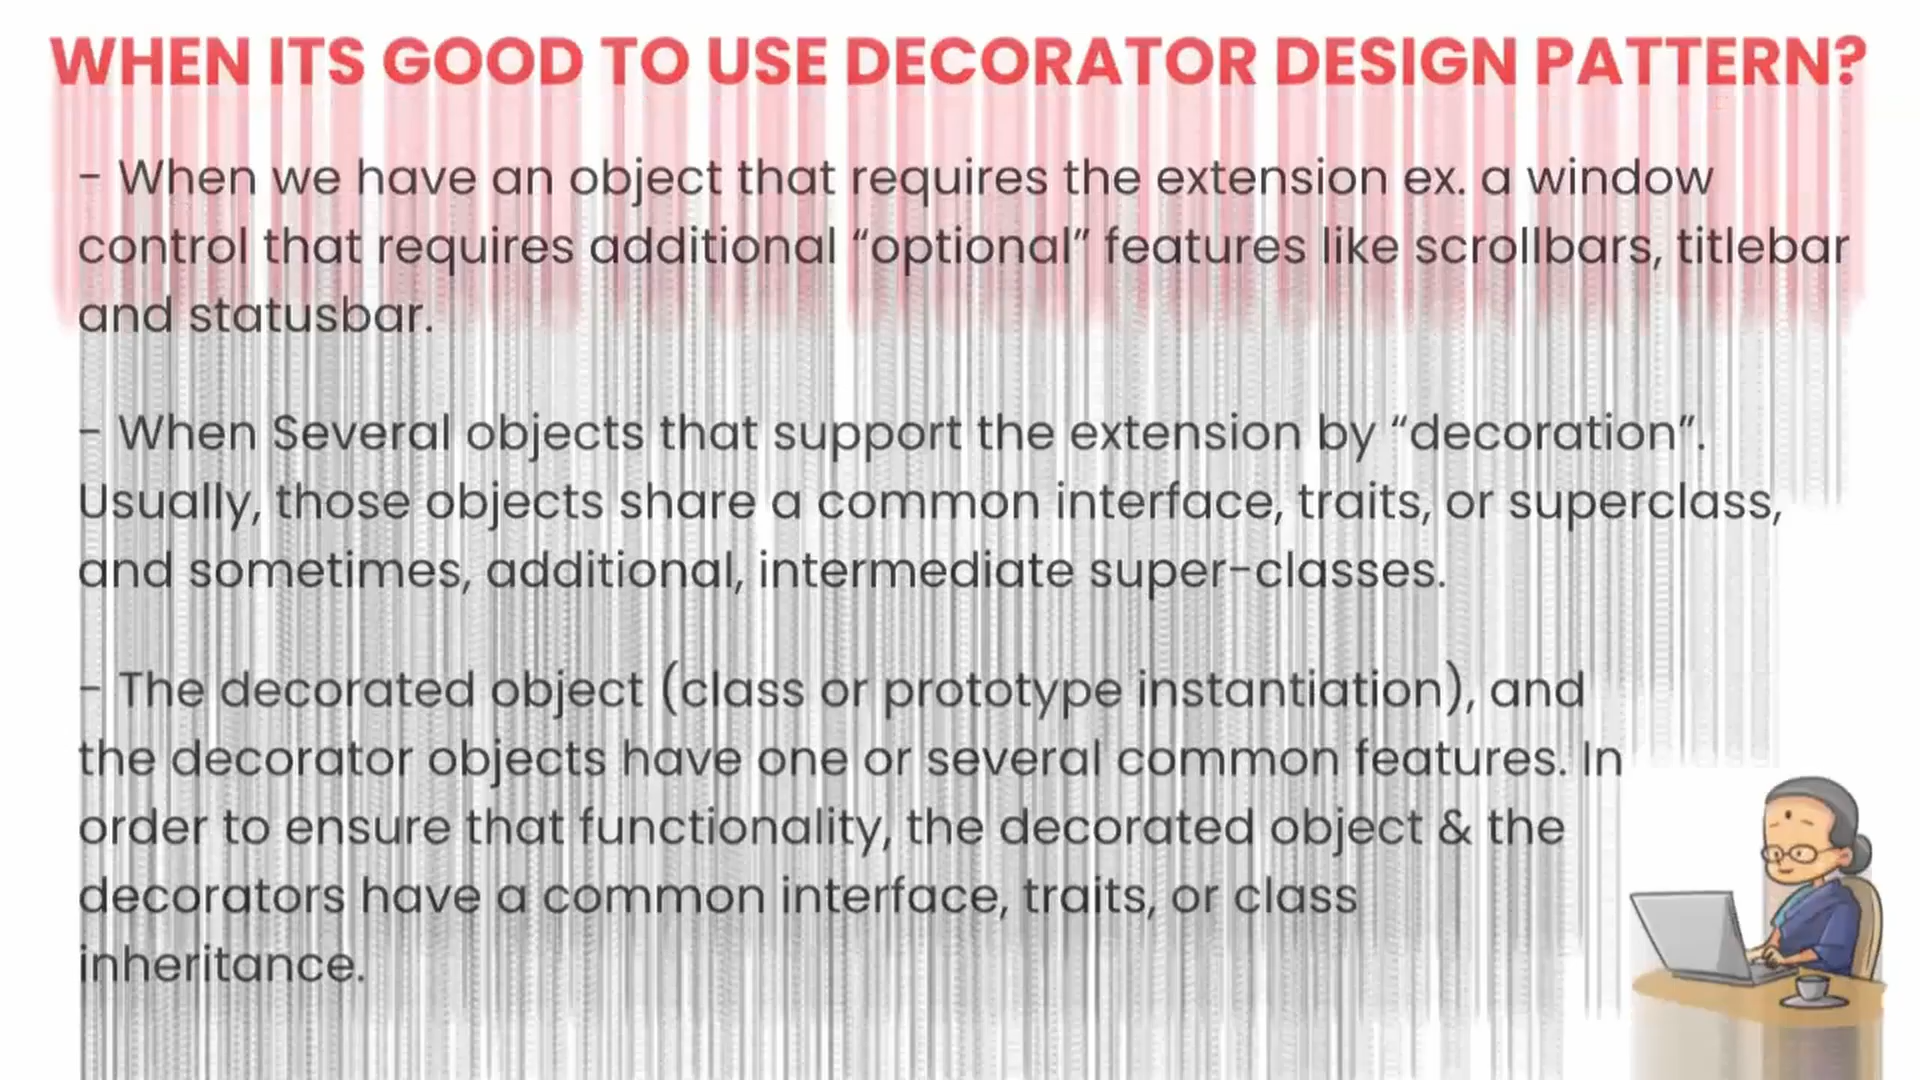 WHEN ITS GOOD TO USE DECORATOR DESIGN PATTERN?
- When we have an object that requires the extension ex. a window
control that requires additional “optional” features like scrollbars, titlebar
and statusbar.
- When Several objects that support the extension by “decoration”.
Usually, those objects share a common interface, traits, or superclass,
and sometimes, additional, intermediate super-classes.
- The decorated object (class or prototype instantiation), and
the decorator objects have one or several common features. In
order to ensure that functionality, the decorated object & the
decorators have a common interface, traits, or class
inheritance.